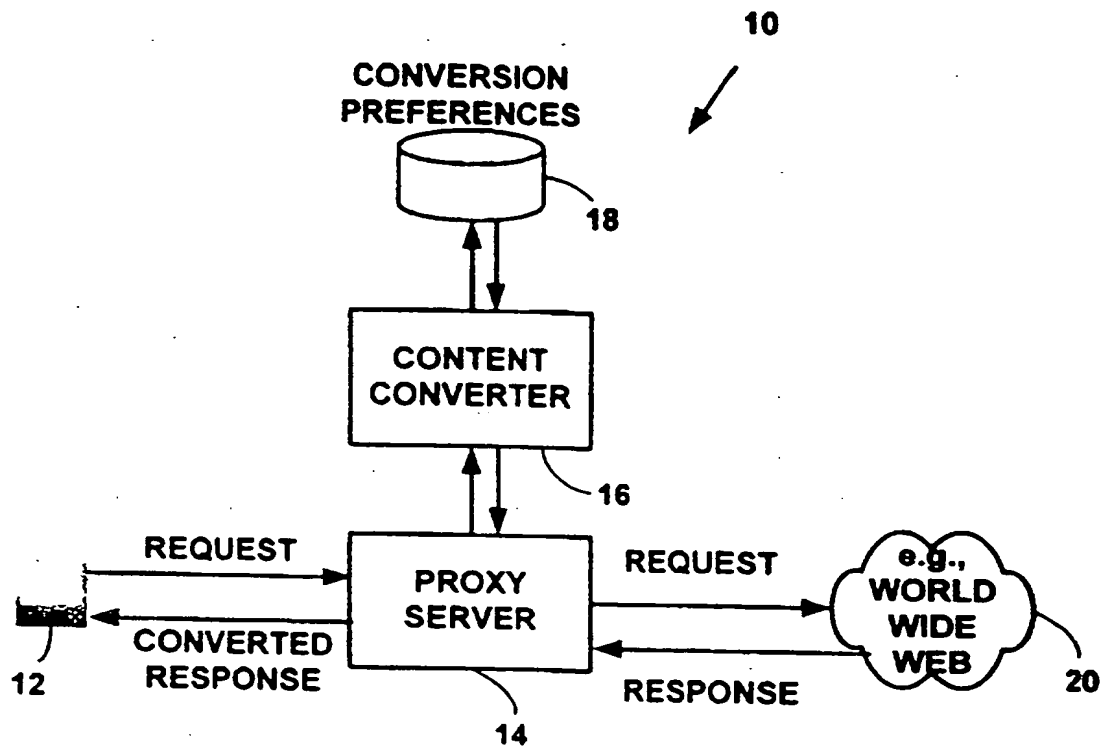 10
CONVERSION
PREFERENCES
18
CONTENT
CONVERTER
16
REQUEST
PROXY
SERVER
REQUEST
e.g.,
WORLD
WIDE
WEB
CONVERTED
RESPONSE
RESPONSE
12
14
20